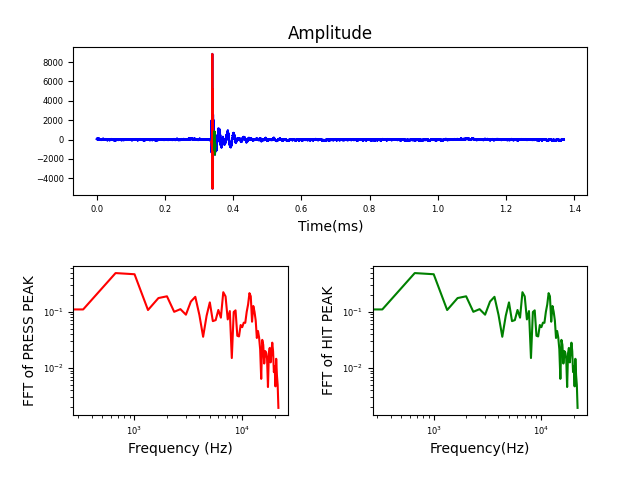 Amplitude
8000
6000
4000
2000
0
−2000
−4000
0.0 0.2 0.4 0.6 0.8 1.0 1.2 1.4
Time(ms)
FFT of PRESS PEAK
10⁻¹
10⁻²
10³ 10⁴
Frequency (Hz)
FFT of HIT PEAK
10⁻¹
10⁻²
10³ 10⁴
Frequency(Hz)